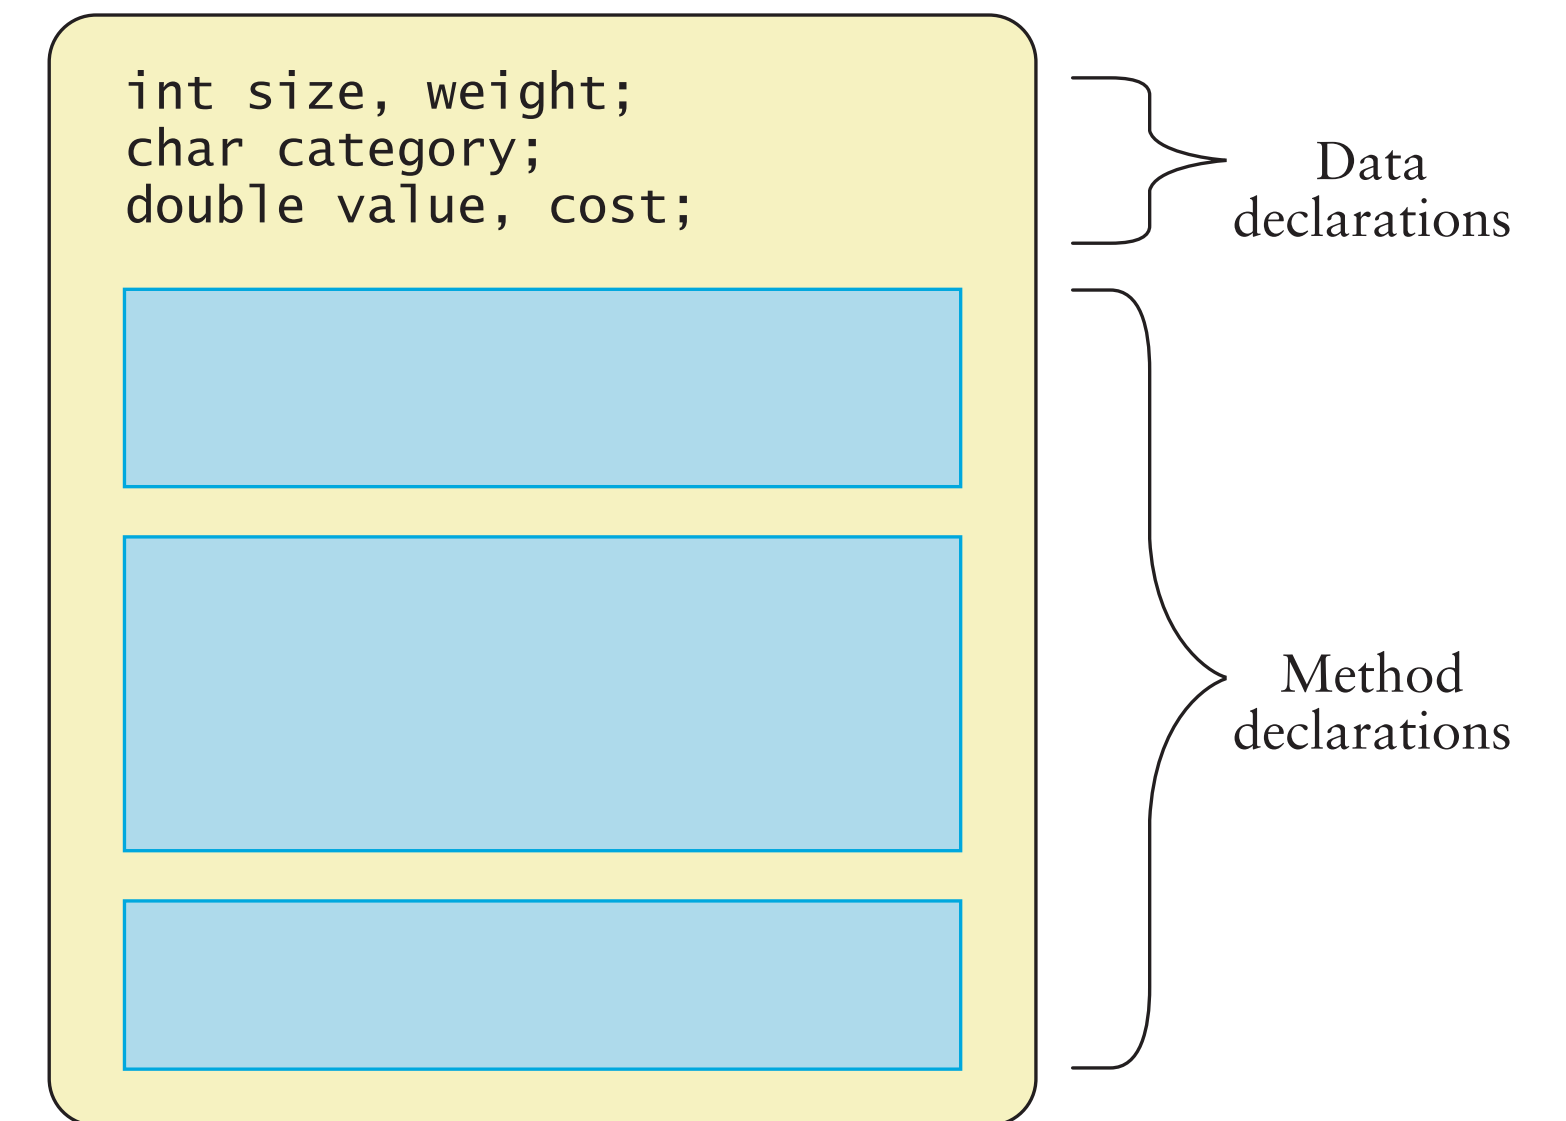 int size, weight;
char category;
double value, cost;
Data
declarations
Method
declarations